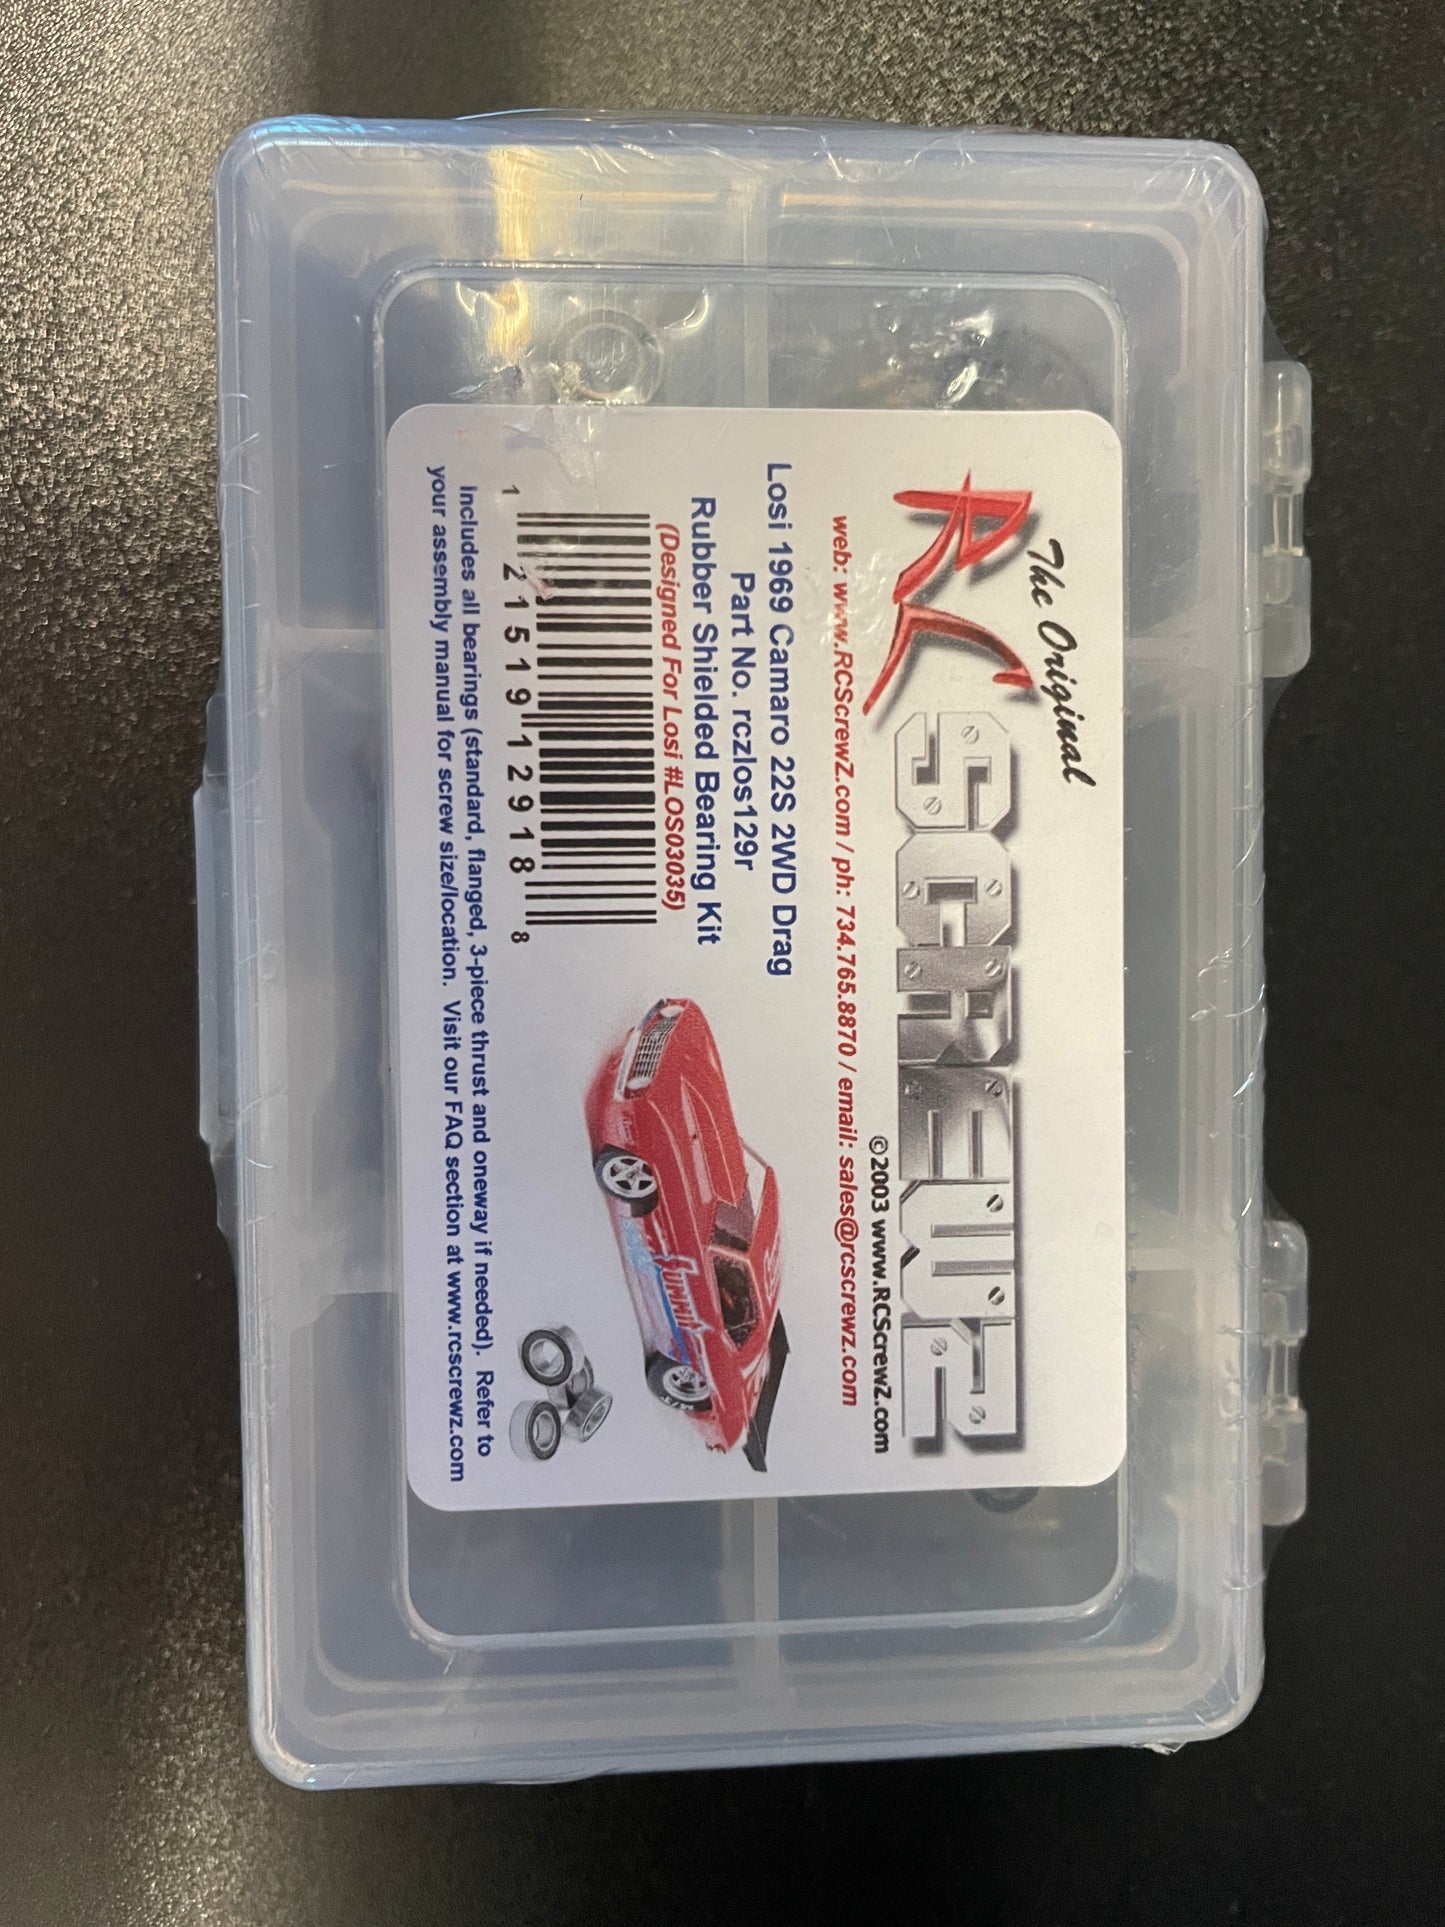 The Original
RC SCREWZ
©2003 www.RCScrewZ.com
web: www.RCScrewZ.com / ph: 734.765.8870 / email: sales@rcscrewz.com
Losi 1969 Camaro 22S 2WD Drag
Part No. rczlos129r
Rubber Shielded Bearing Kit
(Designed For Losi #LOS03035)
1 21519 12918 8
SUMMIT
Includes all bearings (standard, flanged, 3-piece thrust and oneway if needed). Refer to
your assembly manual for screw size/location. Visit our FAQ section at www.rcscrewz.com